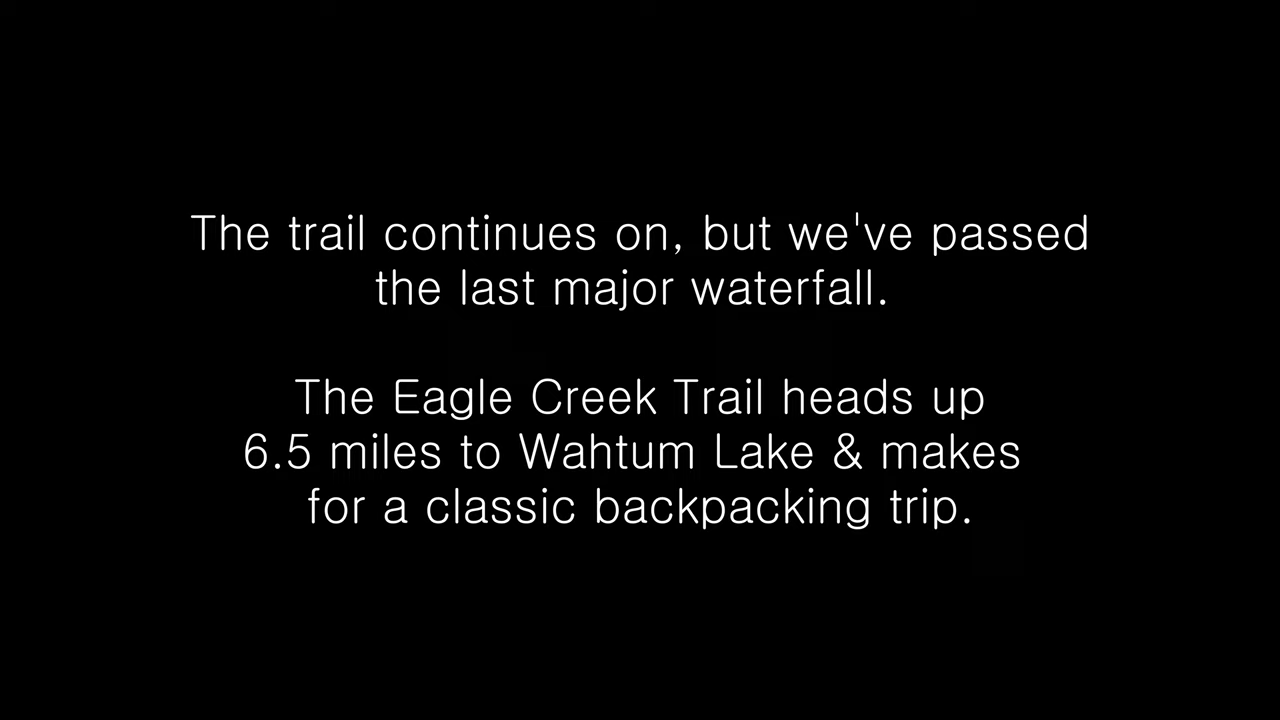 The trail continues on, but we've passed
the last major waterfall.
The Eagle Creek Trail heads up
6.5 miles to Wahtum Lake & makes
for a classic backpacking trip.